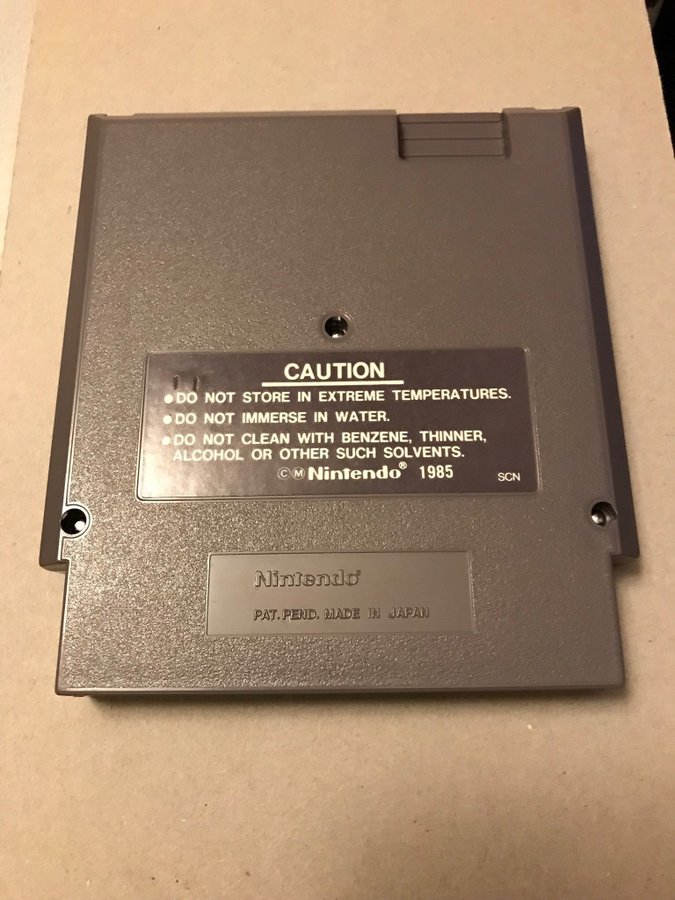 CAUTION
●DO NOT STORE IN EXTREME TEMPERATURES.
●DO NOT IMMERSE IN WATER.
●DO NOT CLEAN WITH BENZENE, THINNER,
ALCOHOL OR OTHER SUCH SOLVENTS.
ⒸⓂNintendo® 1985
SCN
Nintendo®
PAT. PEND. MADE IN JAPAN